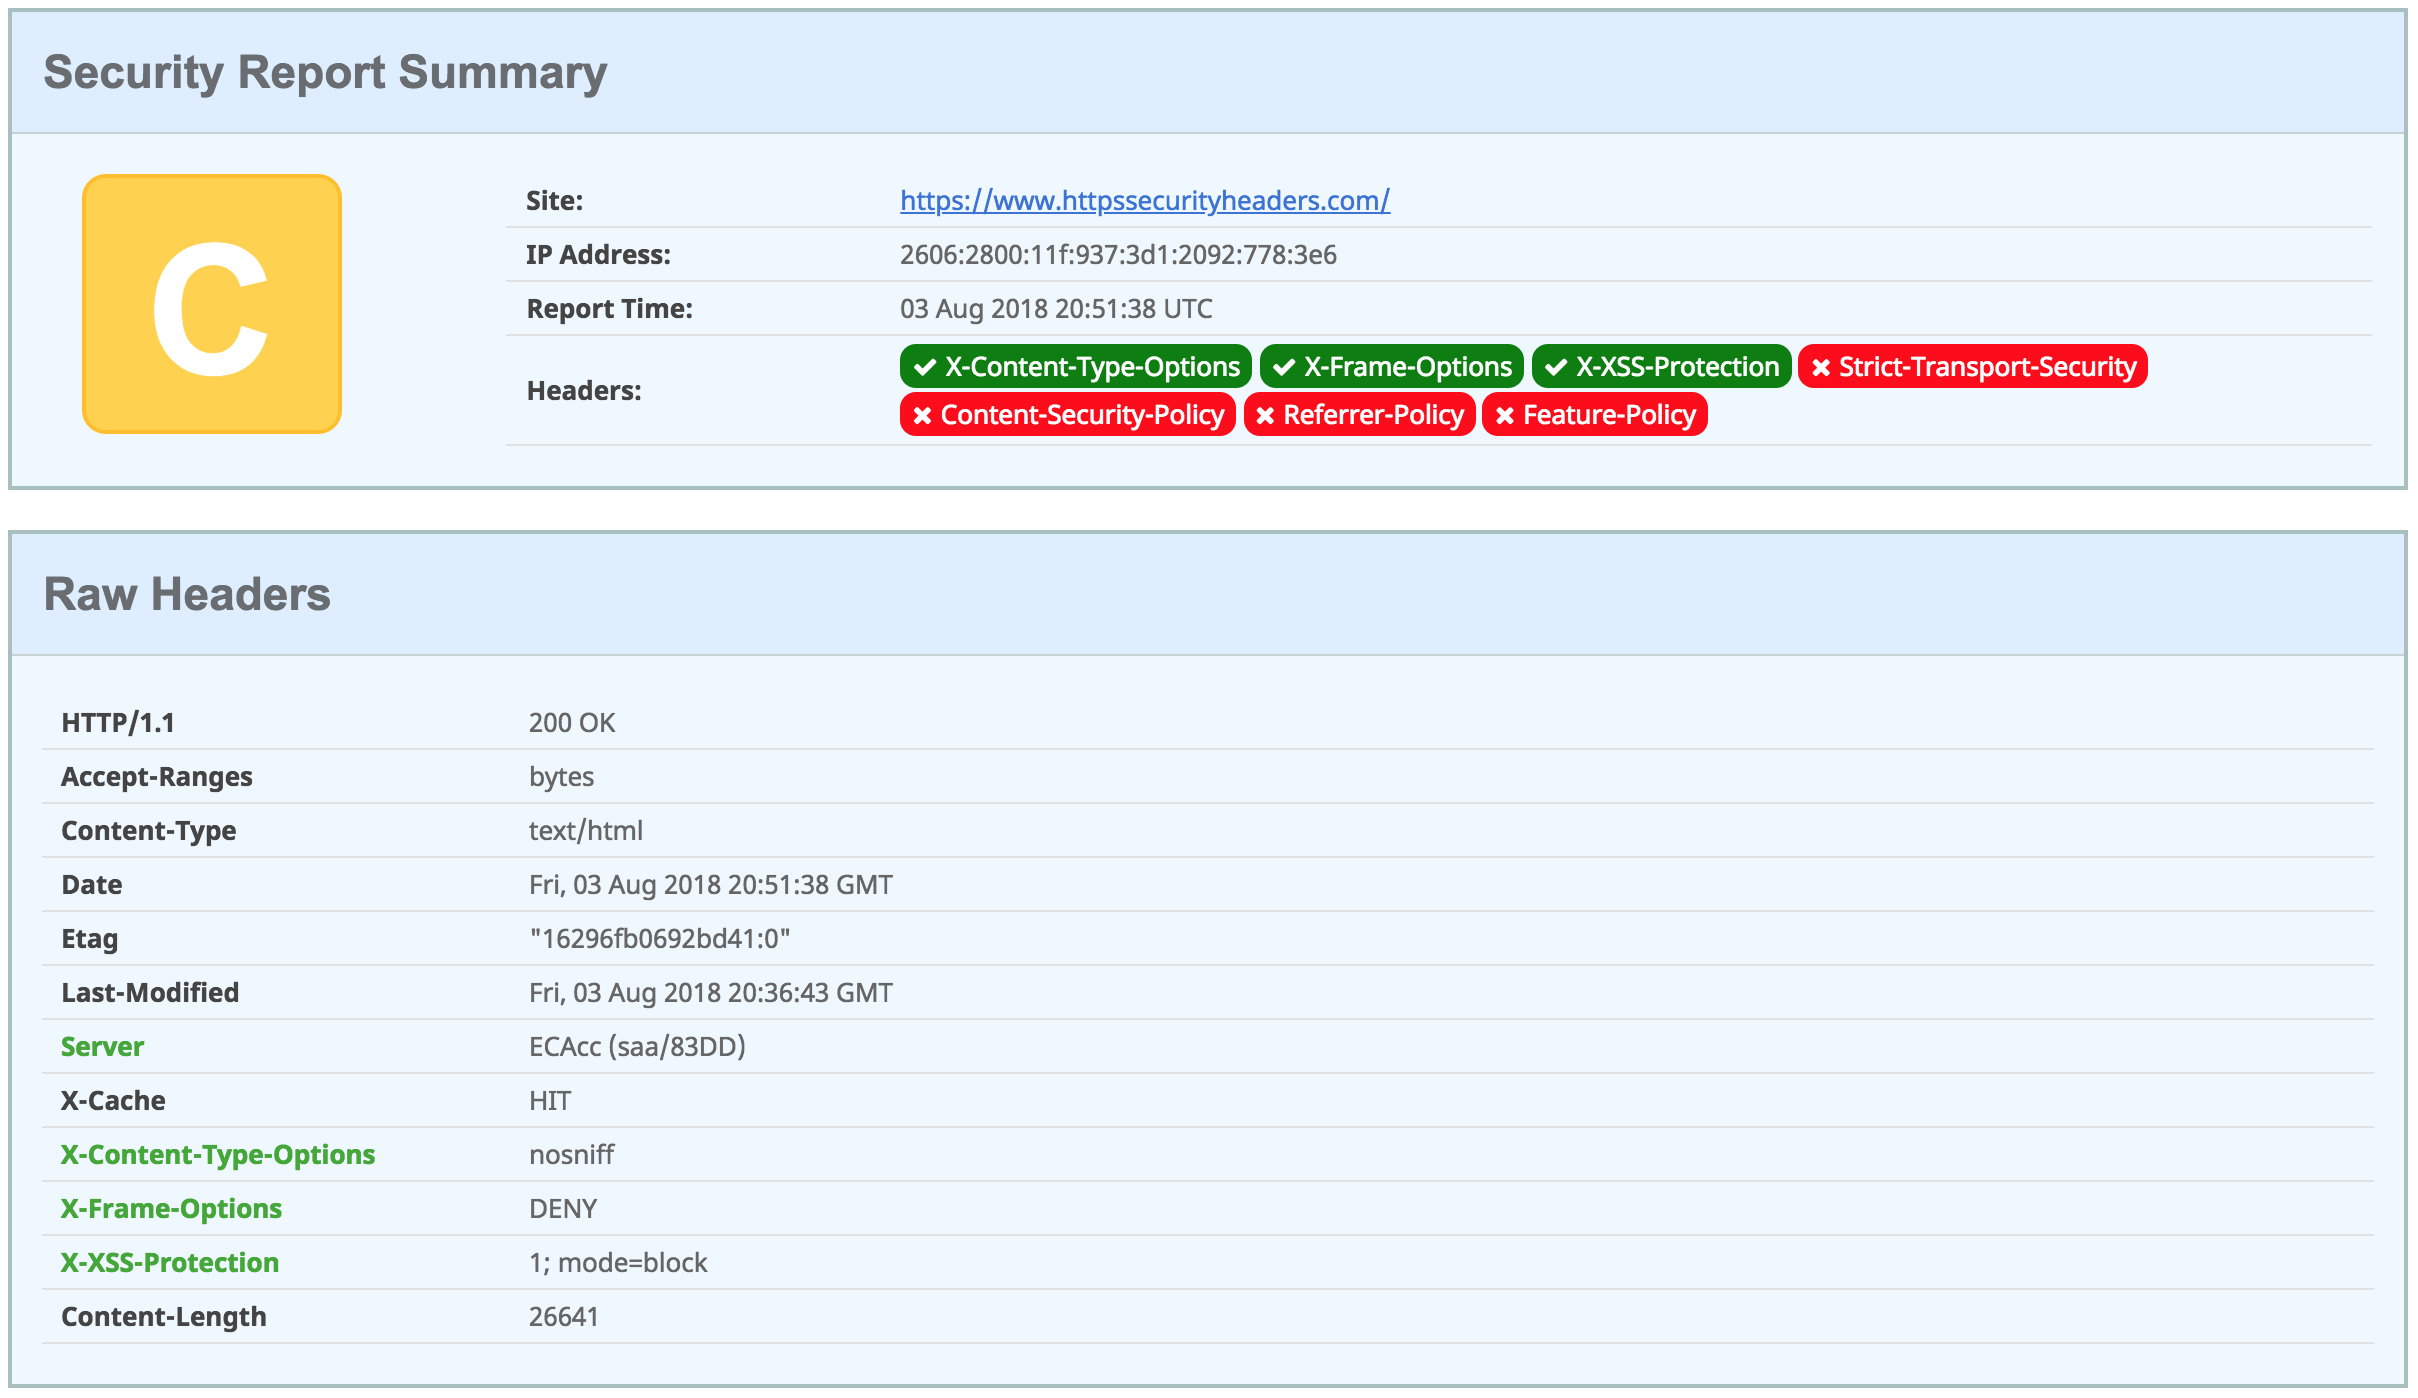 Security Report Summary
C
Site: https://www.httpssecurityheaders.com/
IP Address: 2606:2800:11f:937:3d1:2092:778:3e6
Report Time: 03 Aug 2018 20:51:38 UTC
Headers: X-Content-Type-Options X-Frame-Options X-XSS-Protection Strict-Transport-Security
Content-Security-Policy Referrer-Policy Feature-Policy
Raw Headers
HTTP/1.1 200 OK
Accept-Ranges bytes
Content-Type text/html
Date Fri, 03 Aug 2018 20:51:38 GMT
Etag "16296fb0692bd41:0"
Last-Modified Fri, 03 Aug 2018 20:36:43 GMT
Server ECAcc (saa/83DD)
X-Cache HIT
X-Content-Type-Options nosniff
X-Frame-Options DENY
X-XSS-Protection 1; mode=block
Content-Length 26641